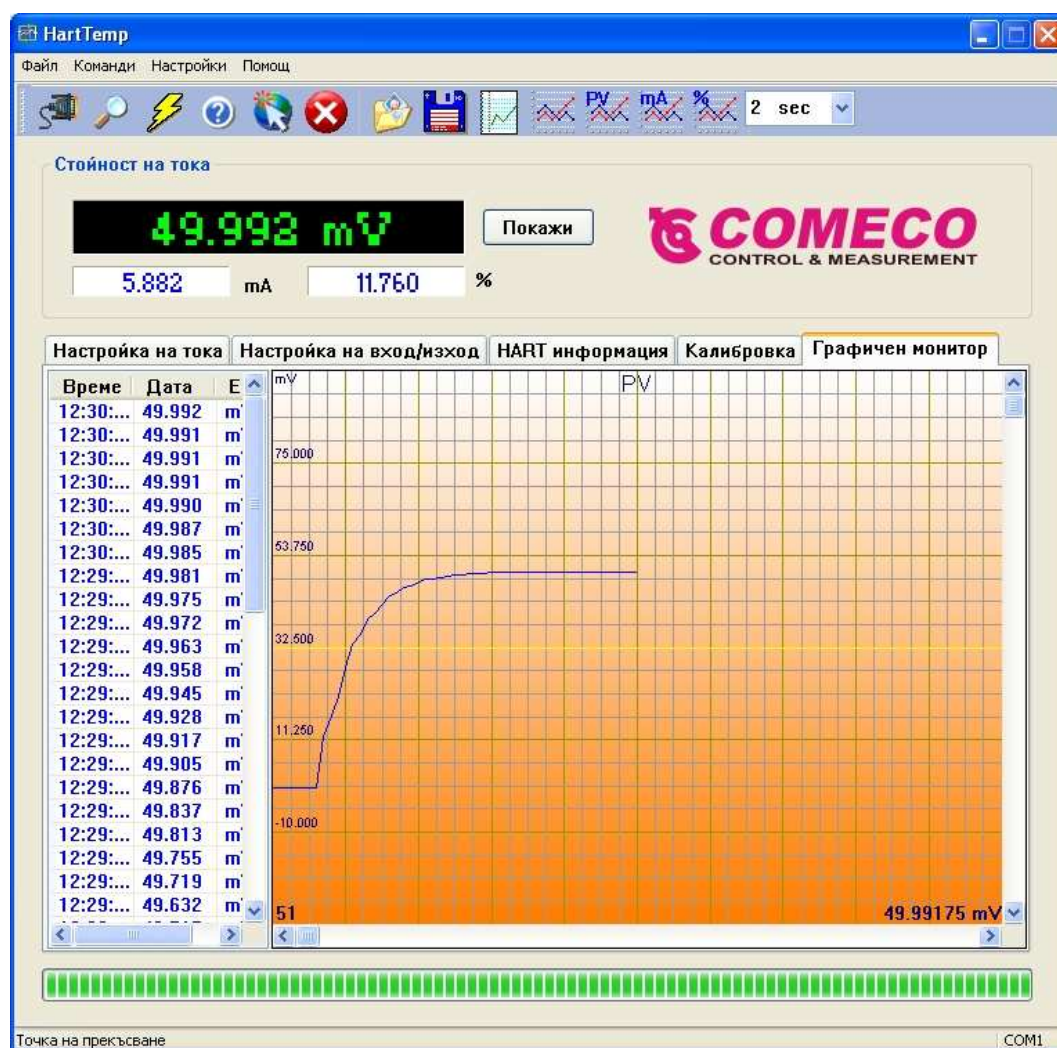 HartTemp
Файл Команди Настройки Помощ
PV mA % 2 sec
Стойност на тока
49.992 mV
Покажи
COMECO
CONTROL & MEASUREMENT
5.882 mA 11.760 %
Настройка на тока Настройка на вход/изход HART информация Калибровка Графичен монитор
Време Дата Е
12:30:... 49.992 m
12:30:... 49.991 m
12:30:... 49.991 m
12:30:... 49.991 m
12:30:... 49.990 m
12:30:... 49.987 m
12:30:... 49.985 m
12:29:... 49.981 m
12:29:... 49.975 m
12:29:... 49.972 m
12:29:... 49.963 m
12:29:... 49.958 m
12:29:... 49.945 m
12:29:... 49.928 m
12:29:... 49.917 m
12:29:... 49.905 m
12:29:... 49.876 m
12:29:... 49.837 m
12:29:... 49.813 m
12:29:... 49.755 m
12:29:... 49.719 m
12:29:... 49.632 m
mV PV
75.000
53.750
32.500
11.250
-10.000
51 49.99175 mV
Точка на прекъсване COM1